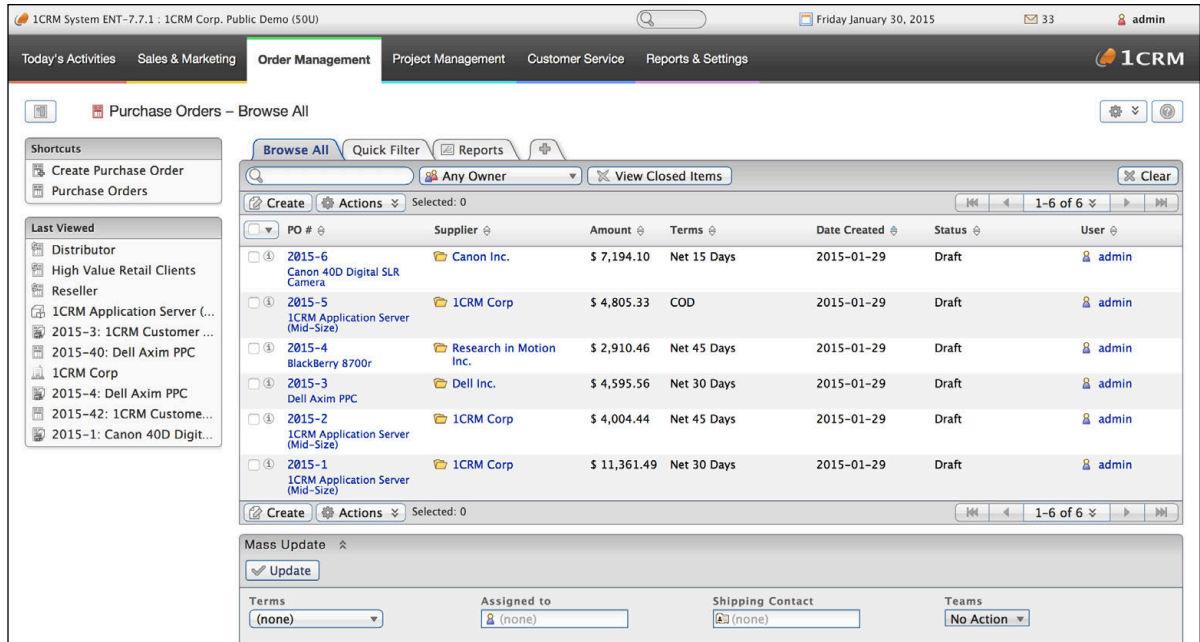 1CRM System ENT-7.7.1 : 1CRM Corp. Public Demo (50U)
Friday January 30, 2015
33
admin
Today's Activities
Sales & Marketing
Order Management
Project Management
Customer Service
Reports & Settings
1CRM
Purchase Orders – Browse All
Shortcuts
Create Purchase Order
Purchase Orders
Last Viewed
Distributor
High Value Retail Clients
Reseller
1CRM Application Server (...
2015-3: 1CRM Customer ...
2015-40: Dell Axim PPC
1CRM Corp
2015-4: Dell Axim PPC
2015-42: 1CRM Custome...
2015-1: Canon 40D Digit...
Browse All
Quick Filter
Reports
Any Owner
View Closed Items
Clear
Create
Actions
Selected: 0
1-6 of 6
PO #
Supplier
Amount
Terms
Date Created
Status
User
2015-6
Canon 40D Digital SLR
Camera
Canon Inc.
$ 7,194.10
Net 15 Days
2015-01-29
Draft
admin
2015-5
1CRM Application Server
(Mid-Size)
1CRM Corp
$ 4,805.33
COD
2015-01-29
Draft
admin
2015-4
BlackBerry 8700r
Research in Motion
Inc.
$ 2,910.46
Net 45 Days
2015-01-29
Draft
admin
2015-3
Dell Axim PPC
Dell Inc.
$ 4,595.56
Net 30 Days
2015-01-29
Draft
admin
2015-2
1CRM Application Server
(Mid-Size)
1CRM Corp
$ 4,004.44
Net 45 Days
2015-01-29
Draft
admin
2015-1
1CRM Application Server
(Mid-Size)
1CRM Corp
$ 11,361.49
Net 30 Days
2015-01-29
Draft
admin
Create
Actions
Selected: 0
1-6 of 6
Mass Update
Update
Terms
(none)
Assigned to
(none)
Shipping Contact
(none)
Teams
No Action